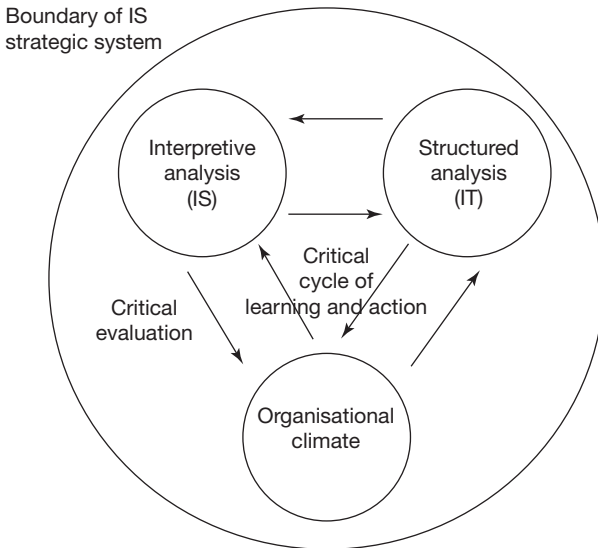 Boundary of IS
strategic system
Interpretive
analysis
(IS)
Structured
analysis
(IT)
Critical
cycle of
learning and action
Critical
evaluation
Organisational
climate